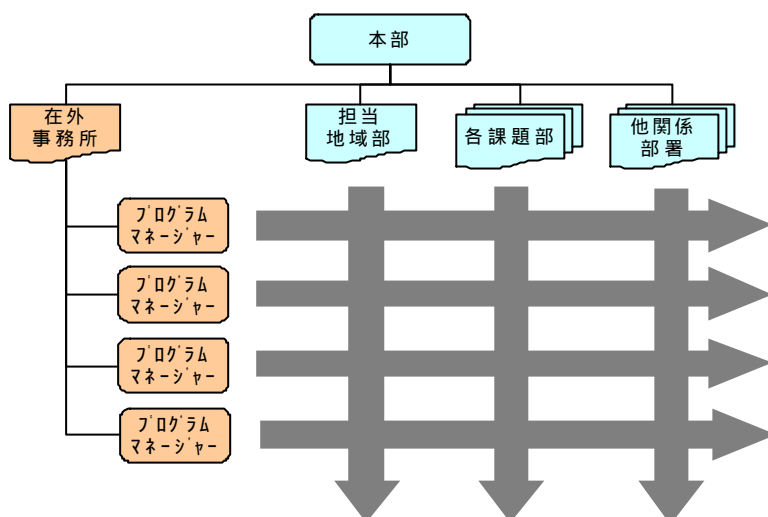 本部
在外
事務所
担当
地域部
各課題部
他関係
部署
ﾌﾟﾛｸﾞﾗﾑ
ﾏﾈｰｼﾞｬｰ
ﾌﾟﾛｸﾞﾗﾑ
ﾏﾈｰｼﾞｬｰ
ﾌﾟﾛｸﾞﾗﾑ
ﾏﾈｰｼﾞｬｰ
ﾌﾟﾛｸﾞﾗﾑ
ﾏﾈｰｼﾞｬｰ